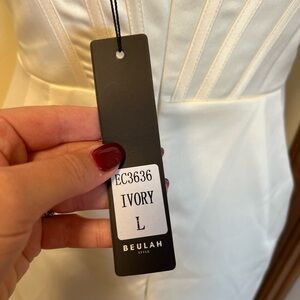 EC3636
IVORY
L
BEULAH
STYLE